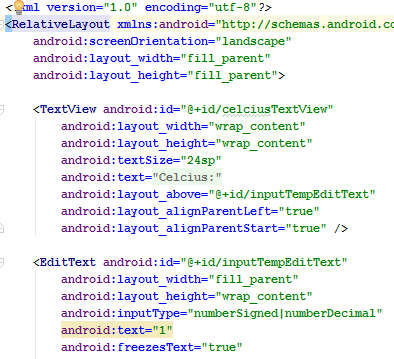 <?xml version="1.0" encoding="utf-8"?>
<RelativeLayout xmlns:android="http://schemas.android.co
android:screenOrientation="landscape"
android:layout_width="fill_parent"
android:layout_height="fill_parent">
<TextView android:id="@+id/celciusTextView"
android:layout_width="wrap_content"
android:layout_height="wrap_content"
android:textSize="24sp"
android:text="Celcius:"
android:layout_above="@+id/inputTempEditText"
android:layout_alignParentLeft="true"
android:layout_alignParentStart="true" />
<EditText android:id="@+id/inputTempEditText"
android:layout_width="fill_parent"
android:layout_height="wrap_content"
android:inputType="numberSigned|numberDecimal"
android:text="1"
android:freezesText="true"